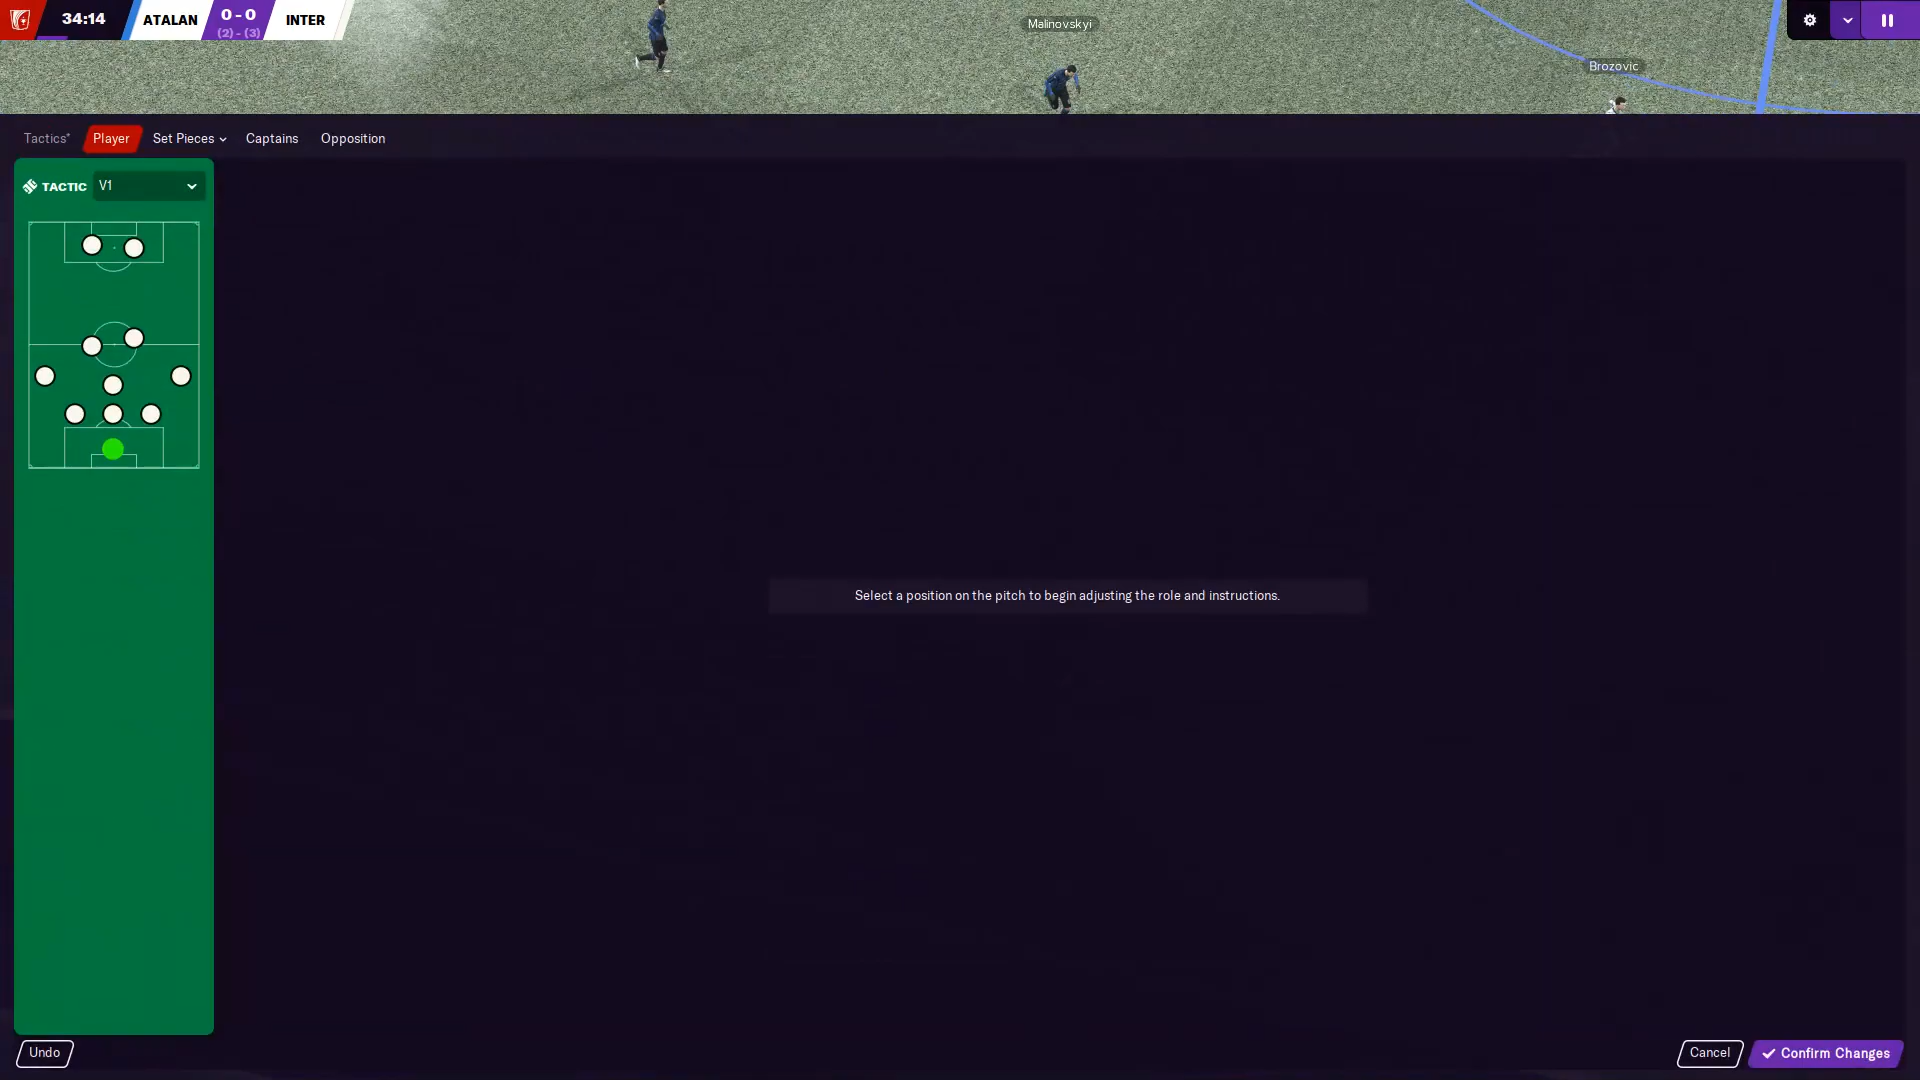 34:14 ATALAN 0 - 0 INTER
(2) - (3)
Malinovskyi
Brozovic
Tactics* Player Set Pieces Captains Opposition
TACTIC V1
Select a position on the pitch to begin adjusting the role and instructions.
Undo Cancel Confirm Changes